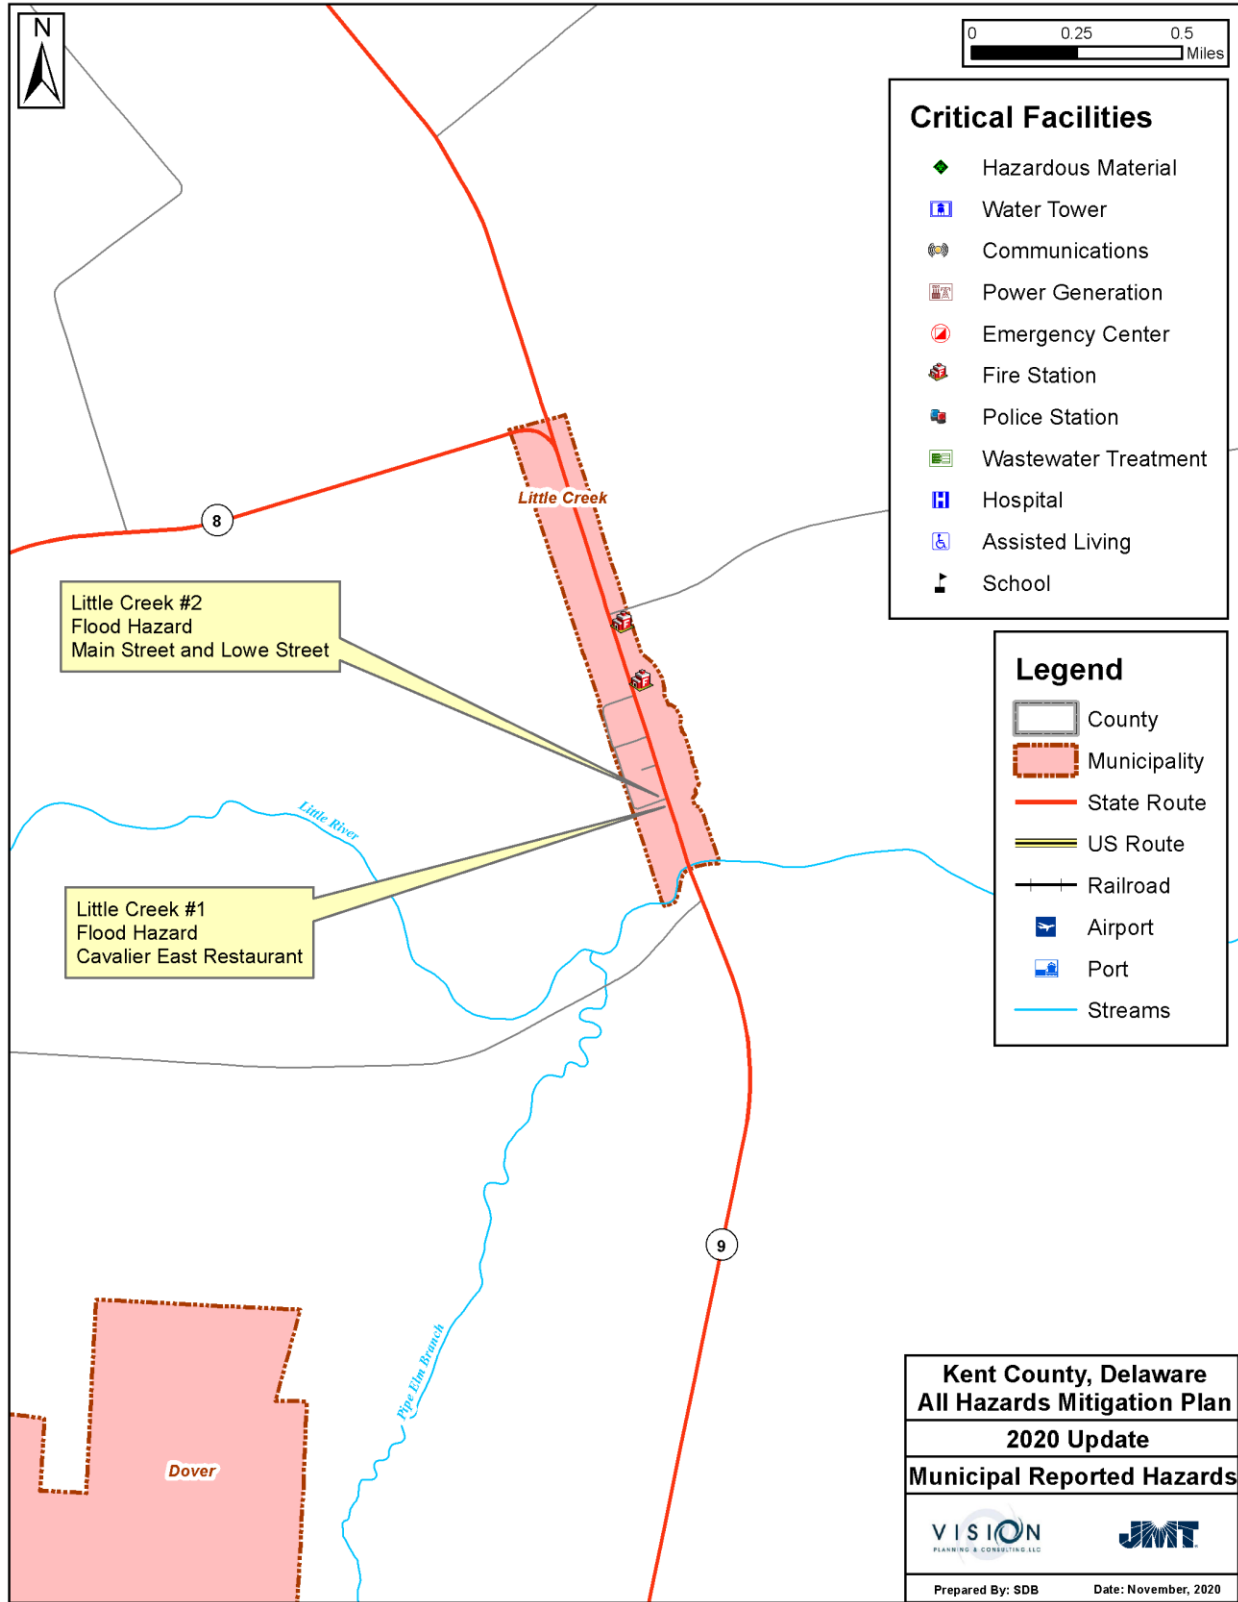 N
0 0.25 0.5
Miles
Critical Facilities
Hazardous Material
Water Tower
Communications
Power Generation
Emergency Center
Fire Station
Police Station
Wastewater Treatment
Hospital
Assisted Living
School
Legend
County
Municipality
State Route
US Route
Railroad
Airport
Port
Streams
Little Creek
8
Little Creek #2
Flood Hazard
Main Street and Lowe Street
Little River
Little Creek #1
Flood Hazard
Cavalier East Restaurant
9
Pipe Elm Branch
Dover
Kent County, Delaware
All Hazards Mitigation Plan
2020 Update
Municipal Reported Hazards
VISION
PLANNING & CONSULTING, LLC
JMT
Prepared By: SDB
Date: November, 2020